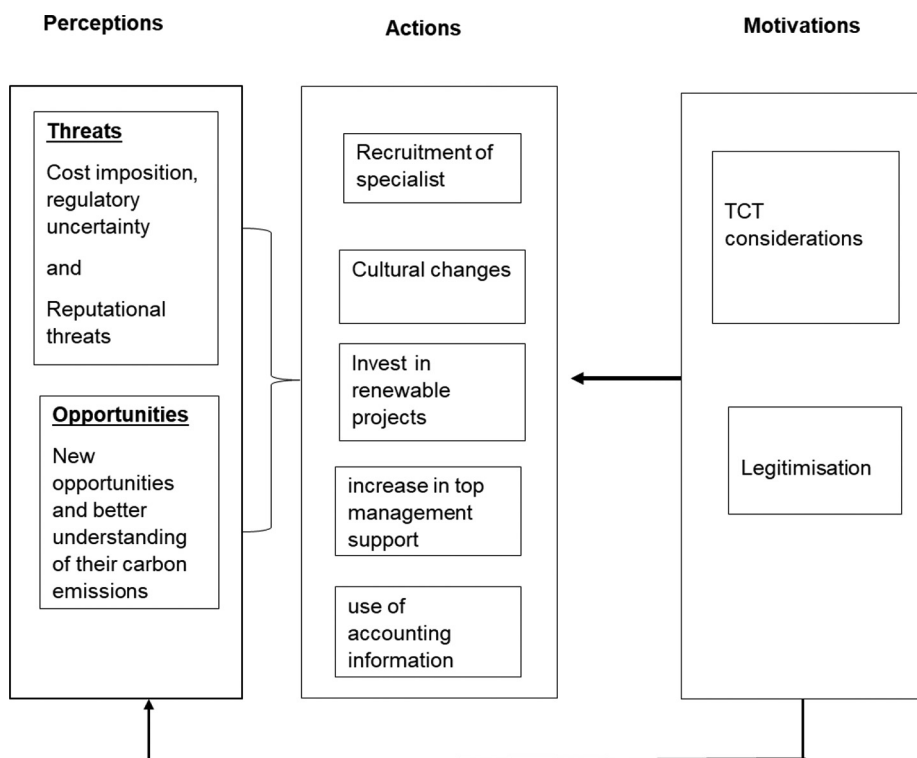 Perceptions
Actions
Motivations
Threats
Cost imposition,
regulatory
uncertainty
and
Reputational
threats
Opportunities
New
opportunities
and better
understanding
of their carbon
emissions
Recruitment of
specialist
Cultural changes
Invest in
renewable
projects
increase in top
management
support
use of
accounting
information
TCT
considerations
Legitimisation